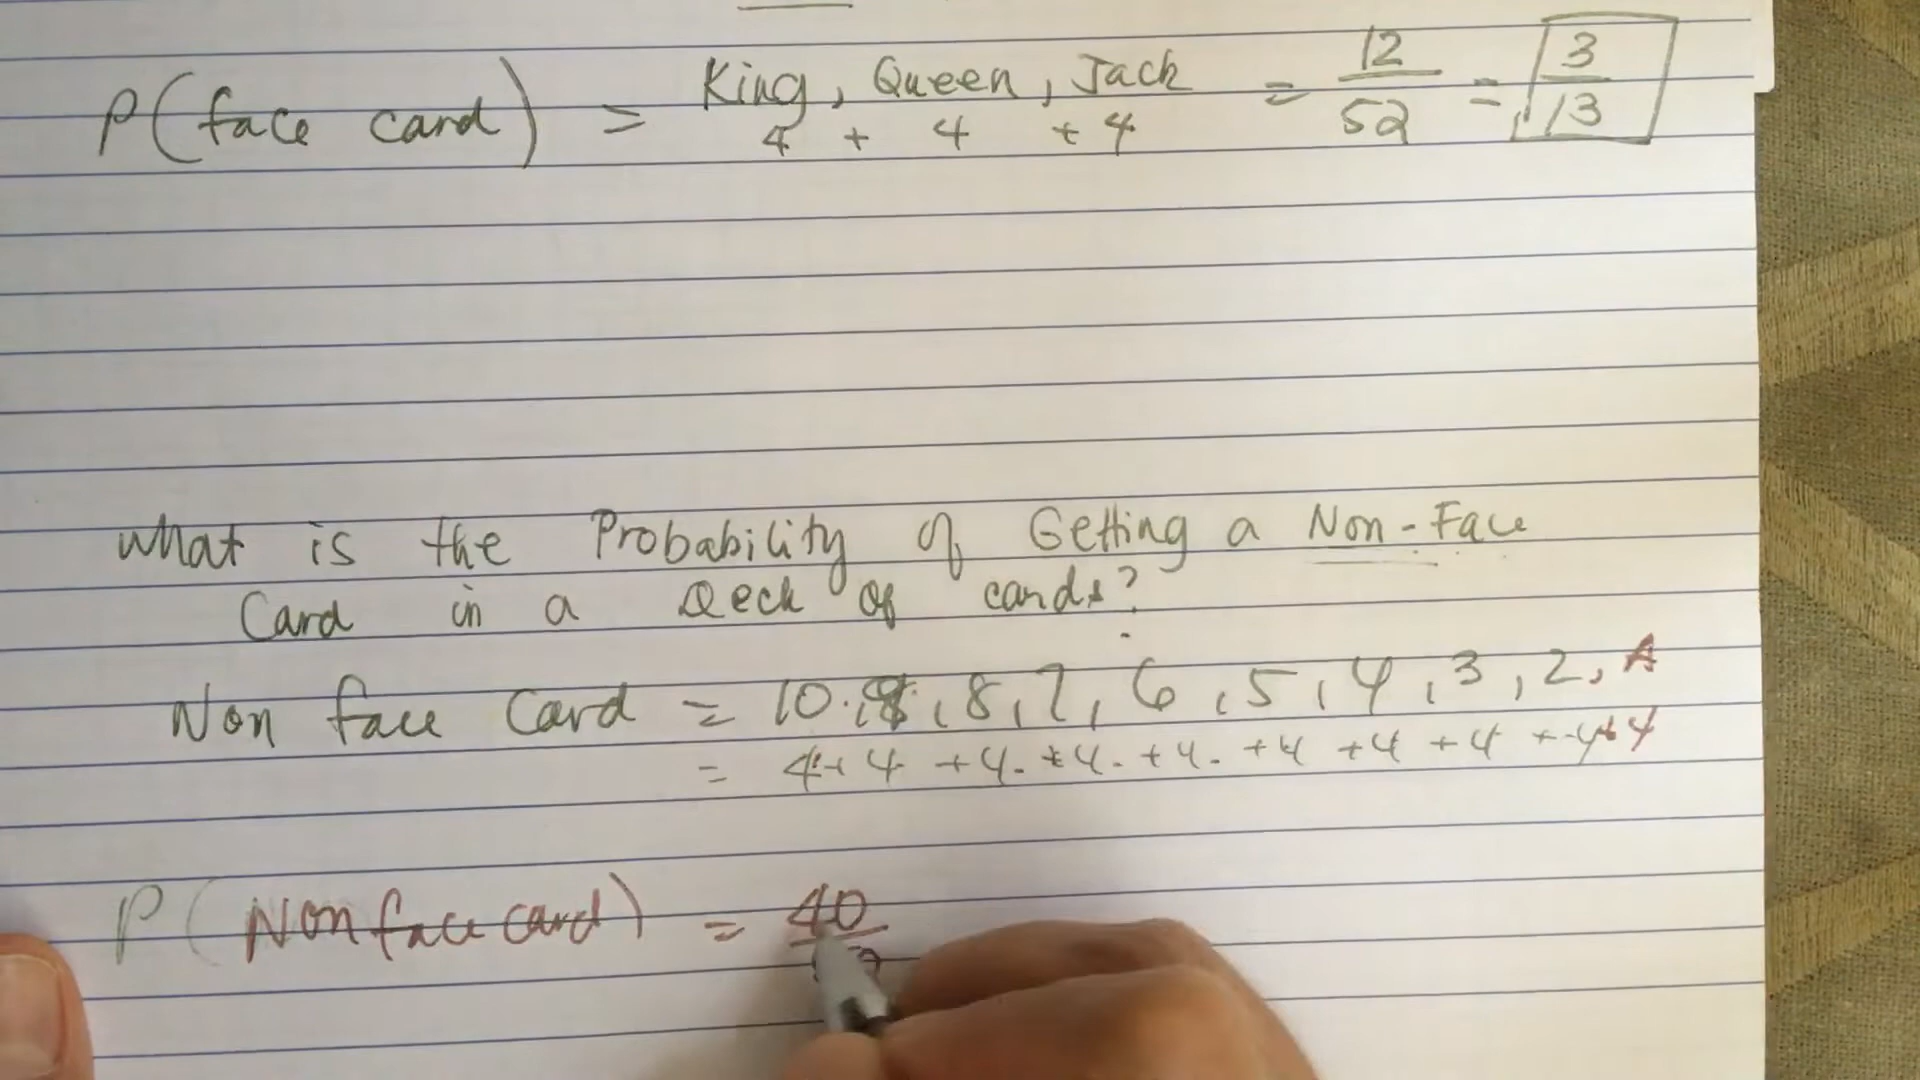 P(face card) = King, Queen, Jack = 12/52 = 3/13
4 + 4 + 4
What is the Probability of Getting a Non-Face
Card in a Deck of cards?
Non face Card = 10, 9, 8, 7, 6, 5, 4, 3, 2, A
= 4+4+4+4+4+4+4+4+4+4
P(Non face card) = 40